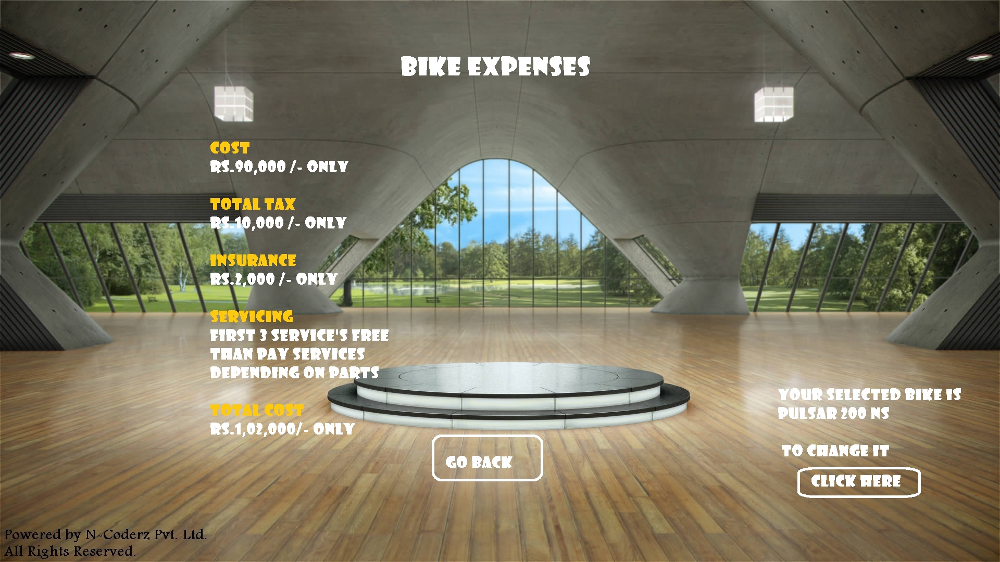 BIKE EXPENSES
COST
RS.90,000 /- ONLY
TOTAL TAX
RS.10,000 /- ONLY
INSURANCE
RS.2,000 /- ONLY
SERVICING
FIRST 3 SERVICE'S FREE
THAN PAY SERVICES
DEPENDING ON PARTS
TOTAL COST
RS.1,02,000/- ONLY
GO BACK
YOUR SELECTED BIKE IS
PULSAR 200 NS
TO CHANGE IT
CLICK HERE
Powered by N~Coderz Pvt. Ltd.
All Rights Reserved.